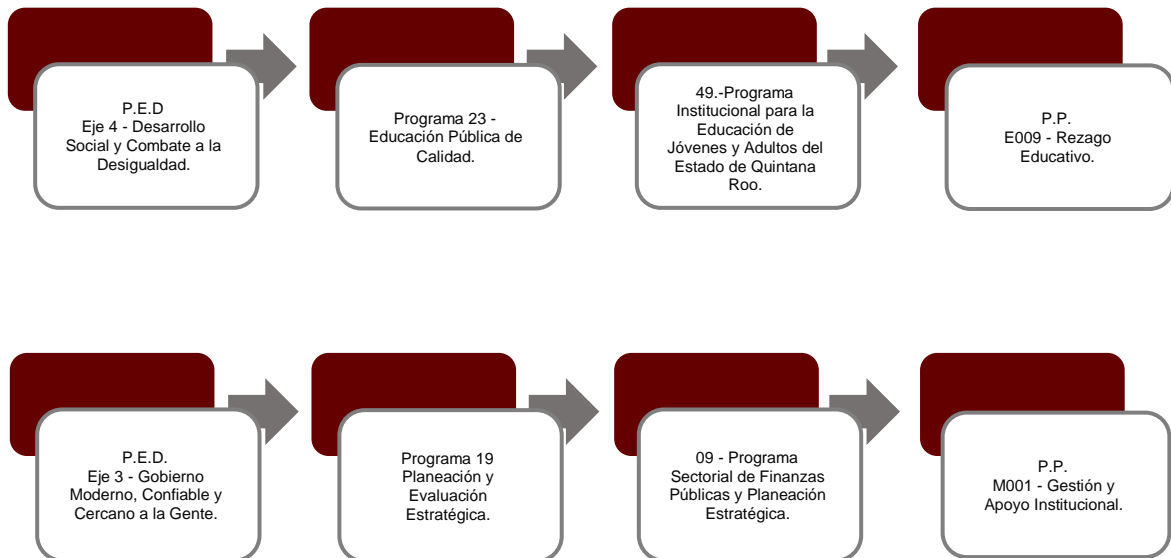 P.E.D
Eje 4 - Desarrollo
Social y Combate a la
Desigualdad.
Programa 23 -
Educación Pública de
Calidad.
49.-Programa
Institucional para la
Educación de
Jóvenes y Adultos del
Estado de Quintana
Roo.
P.P.
E009 - Rezago
Educativo.
P.E.D.
Eje 3 - Gobierno
Moderno, Confiable y
Cercano a la Gente.
Programa 19
Planeación y
Evaluación
Estratégica.
09 - Programa
Sectorial de Finanzas
Públicas y Planeación
Estratégica.
P.P.
M001 - Gestión y
Apoyo Institucional.